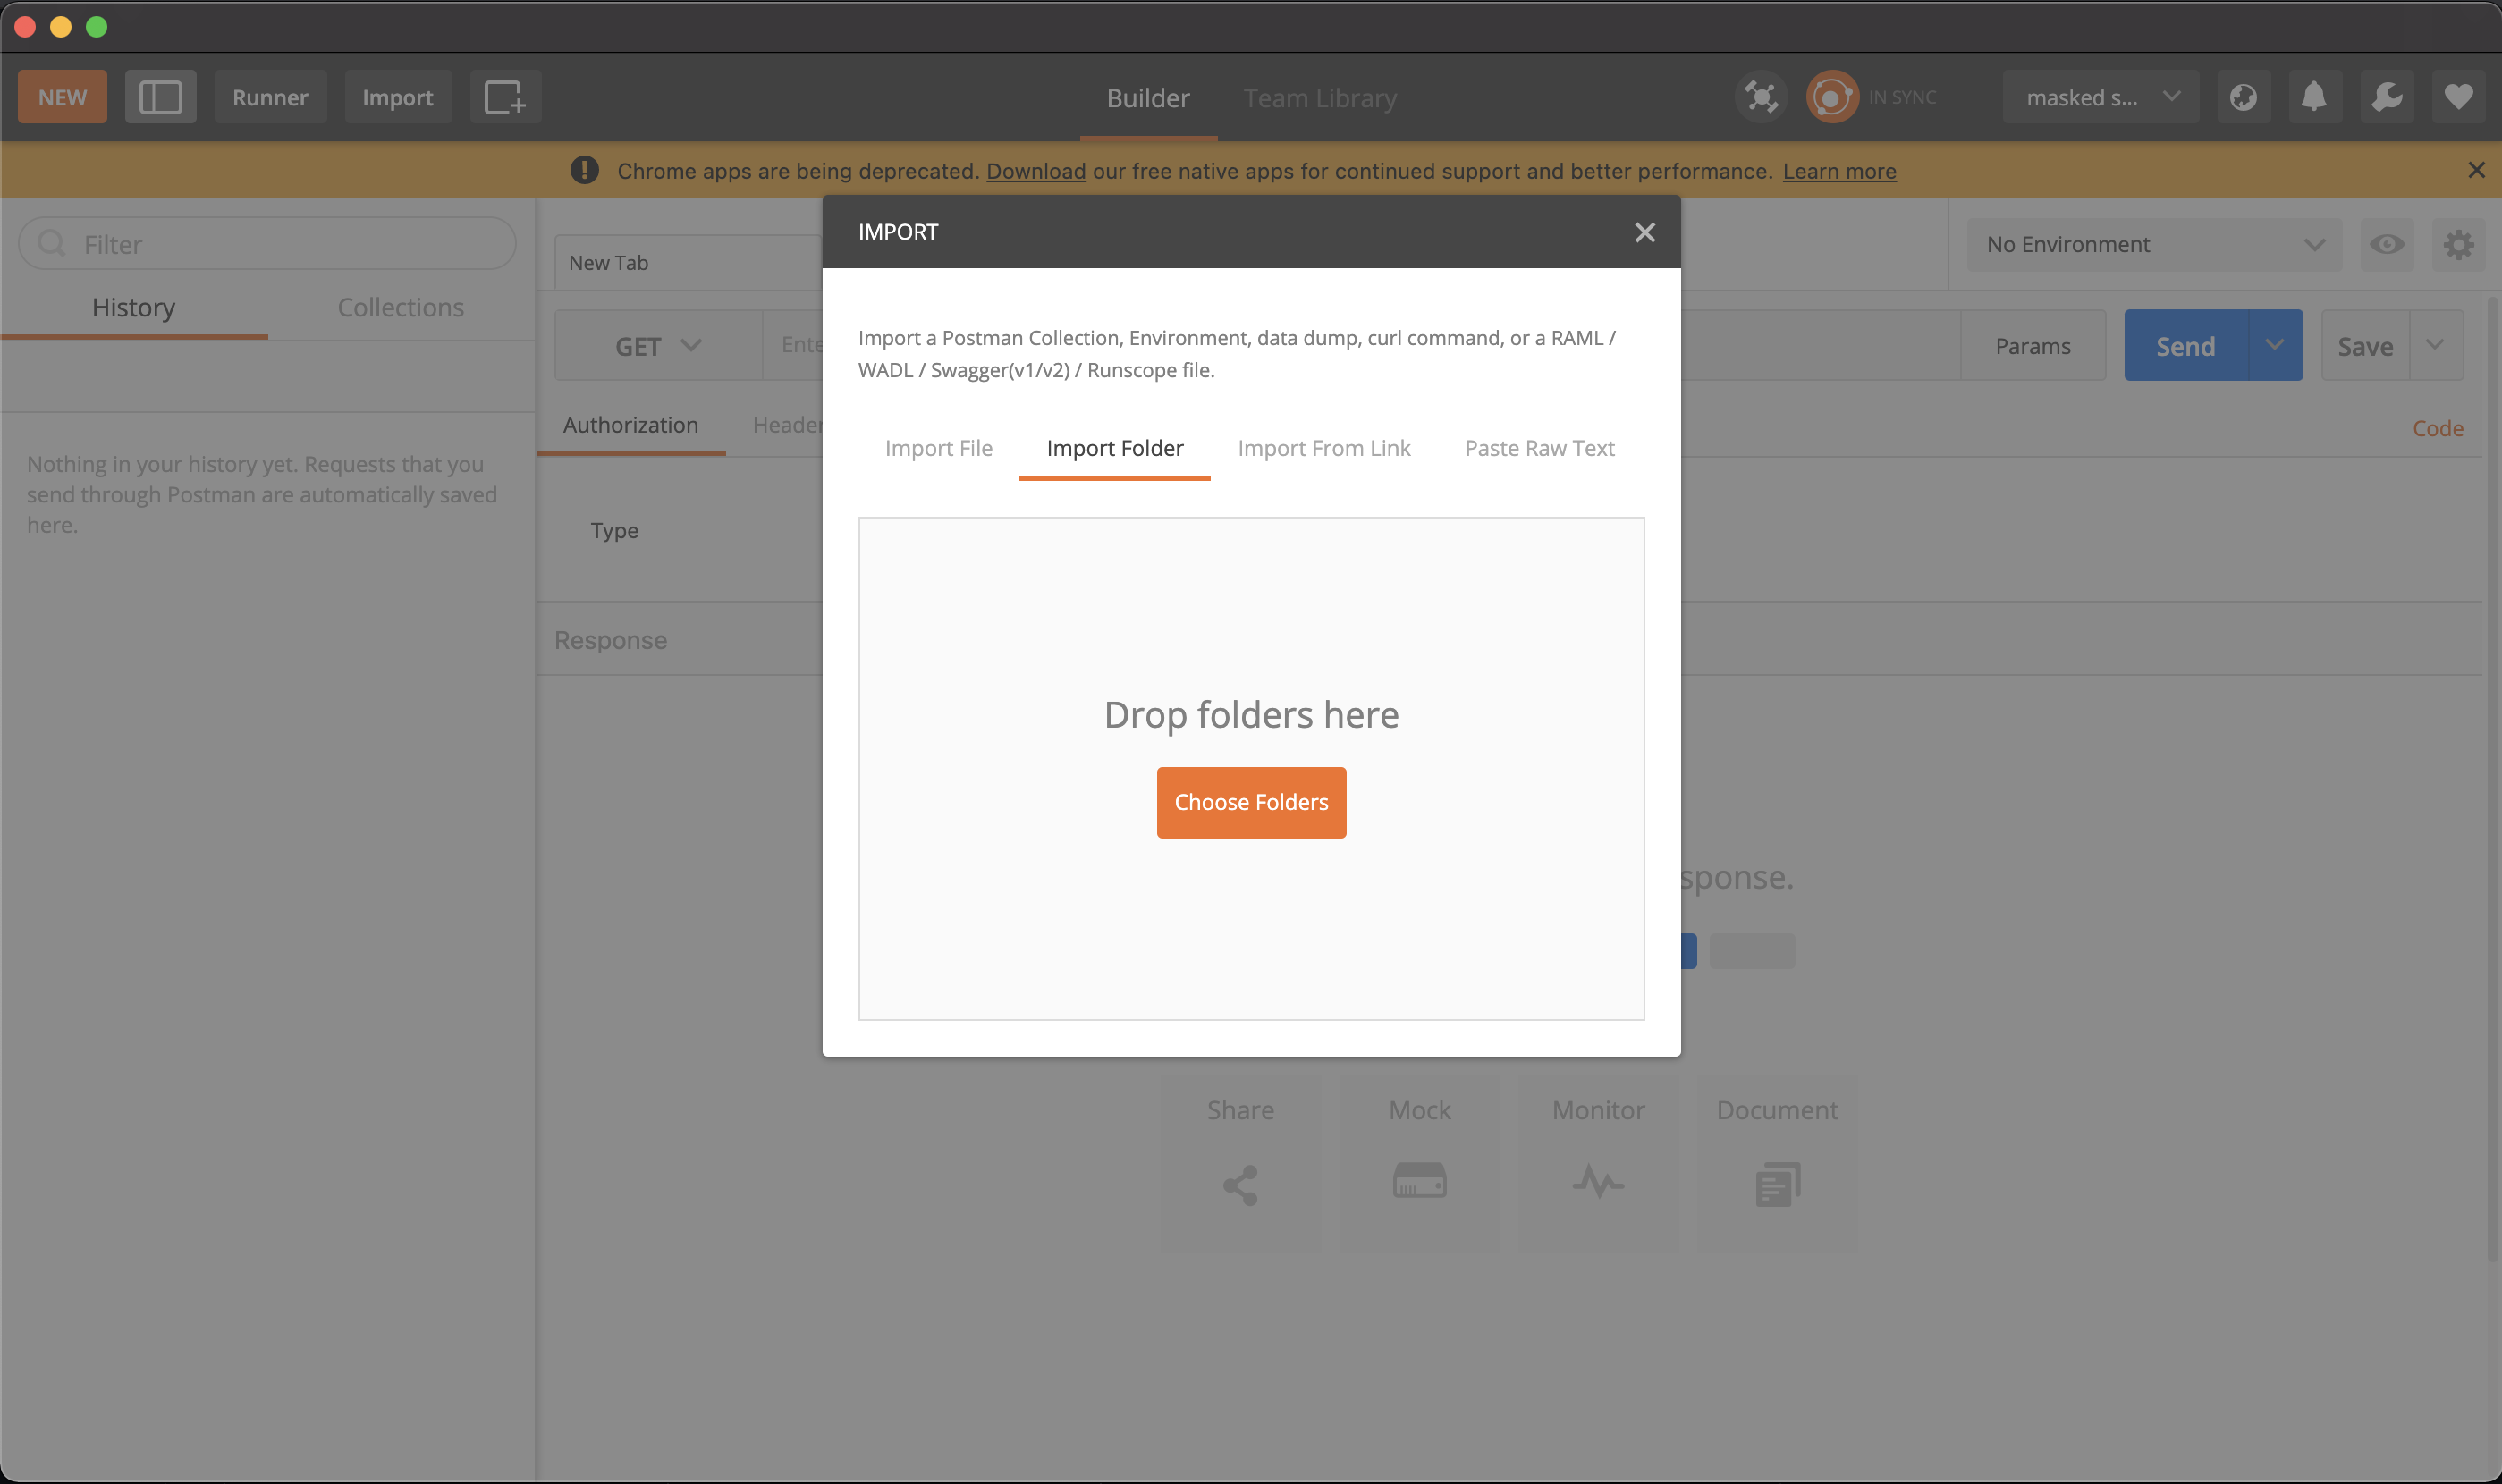 NEW
Runner
Import
Builder
Team Library
IN SYNC
masked s...
Chrome apps are being deprecated. Download our free native apps for continued support and better performance. Learn more
Filter
History
Collections
Nothing in your history yet. Requests that you
send through Postman are automatically saved
here.
New Tab
No Environment
GET
Ente
Params
Send
Save
Authorization
Header
Code
Type
Response
IMPORT
Import a Postman Collection, Environment, data dump, curl command, or a RAML /
WADL / Swagger(v1/v2) / Runscope file.
Import File
Import Folder
Import From Link
Paste Raw Text
Drop folders here
Choose Folders
sponse.
Share
Mock
Monitor
Document